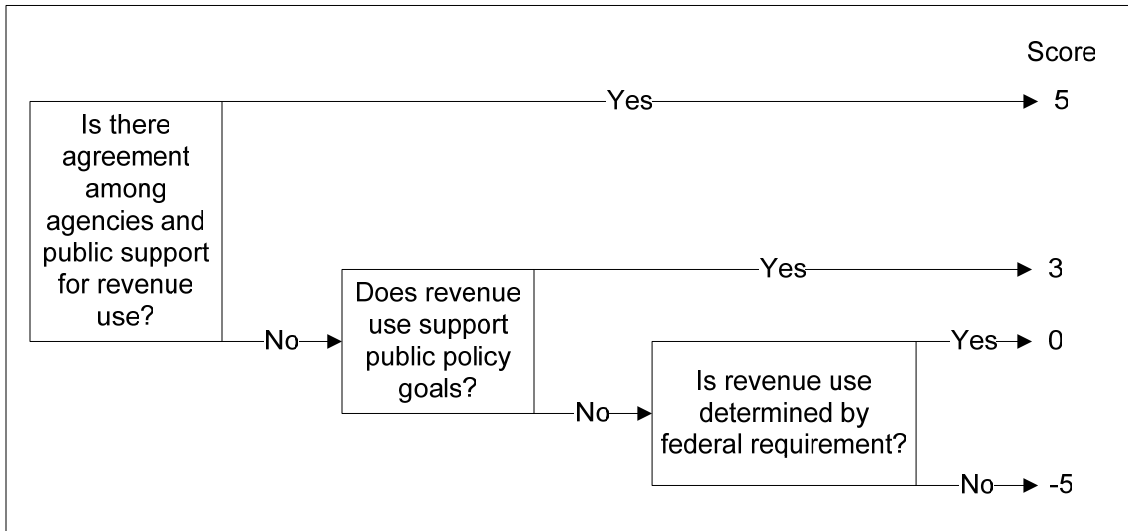 Score
Yes
5
Is there
agreement
among
agencies and
public support
for revenue
use?
Yes
3
No
Does revenue
use support
public policy
goals?
Yes
0
No
Is revenue use
determined by
federal requirement?
No
-5